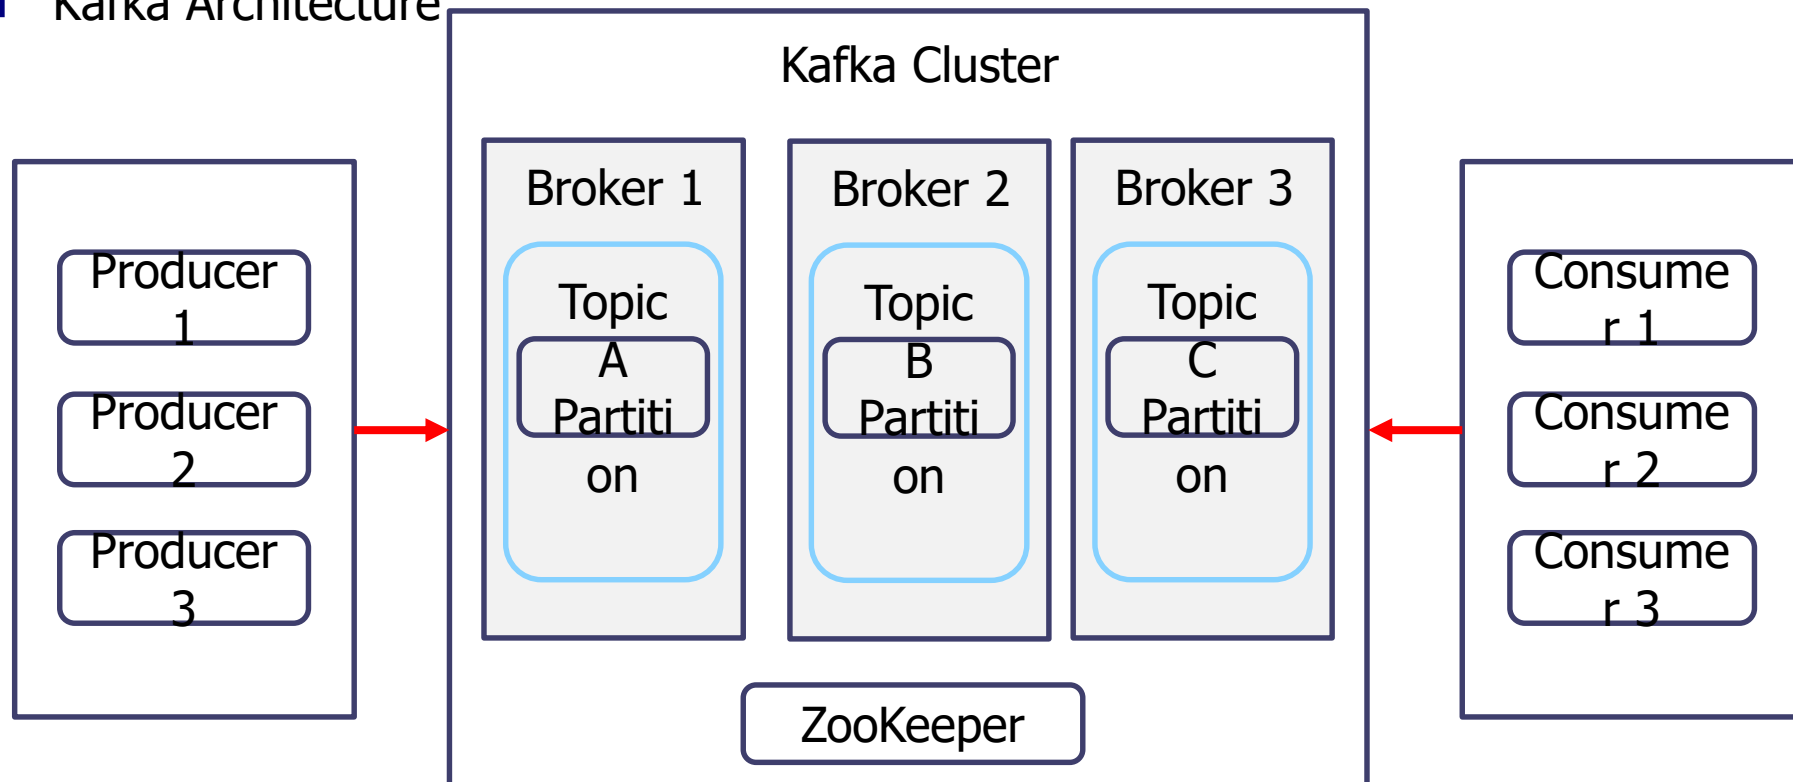 Kafka Architecture
Kafka Cluster
Producer
1
Producer
2
Producer
3
Broker 1
Topic
A
Partiti
on
Broker 2
Topic
B
Partiti
on
Broker 3
Topic
C
Partiti
on
ZooKeeper
Consume
r 1
Consume
r 2
Consume
r 3